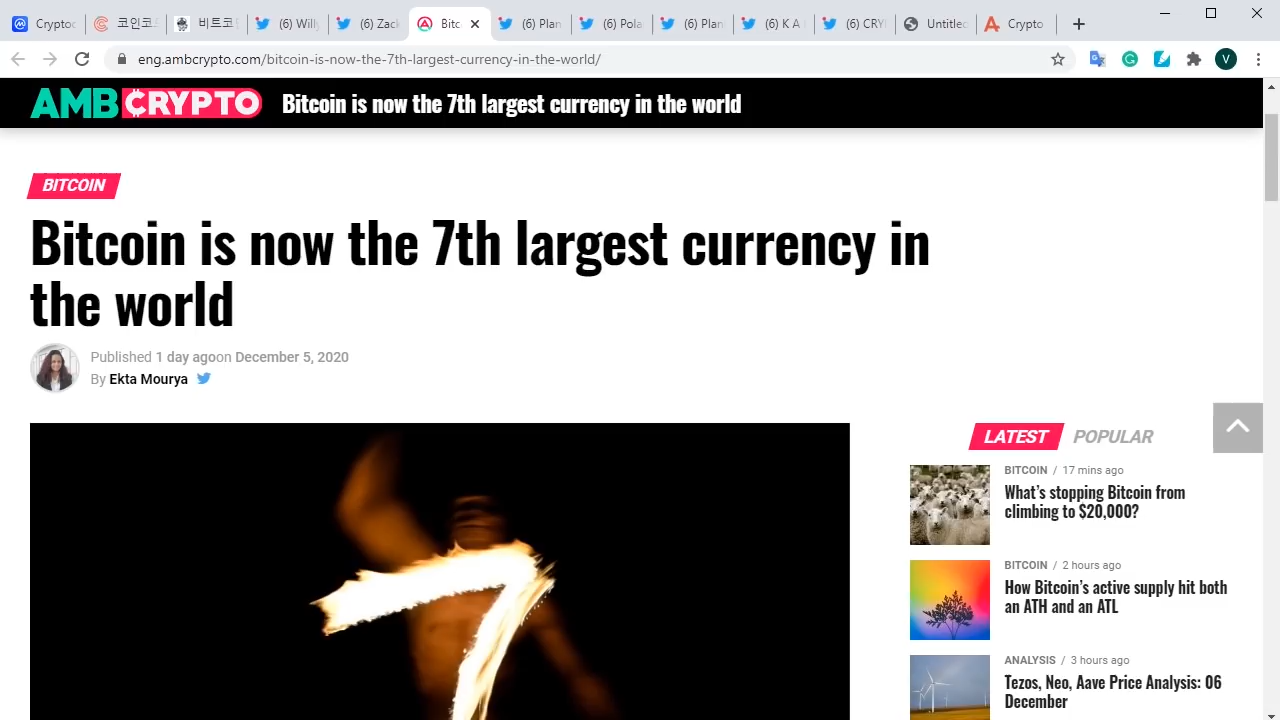 Cryptoc
코인코
비트코
(6) Willy
(6) Zack
Bitc
(6) Plan
(6) Pola
(6) Plan
(6) K A
(6) CRY
Untitled
Crypto
eng.ambcrypto.com/bitcoin-is-now-the-7th-largest-currency-in-the-world/
V
AMBCRYPTO Bitcoin is now the 7th largest currency in the world
BITCOIN
Bitcoin is now the 7th largest currency in
the world
Published 1 day agoon December 5, 2020
By Ekta Mourya
LATEST POPULAR
BITCOIN / 17 mins ago
What's stopping Bitcoin from
climbing to $20,000?
BITCOIN / 2 hours ago
How Bitcoin's active supply hit both
an ATH and an ATL
ANALYSIS / 3 hours ago
Tezos, Neo, Aave Price Analysis: 06
December
7